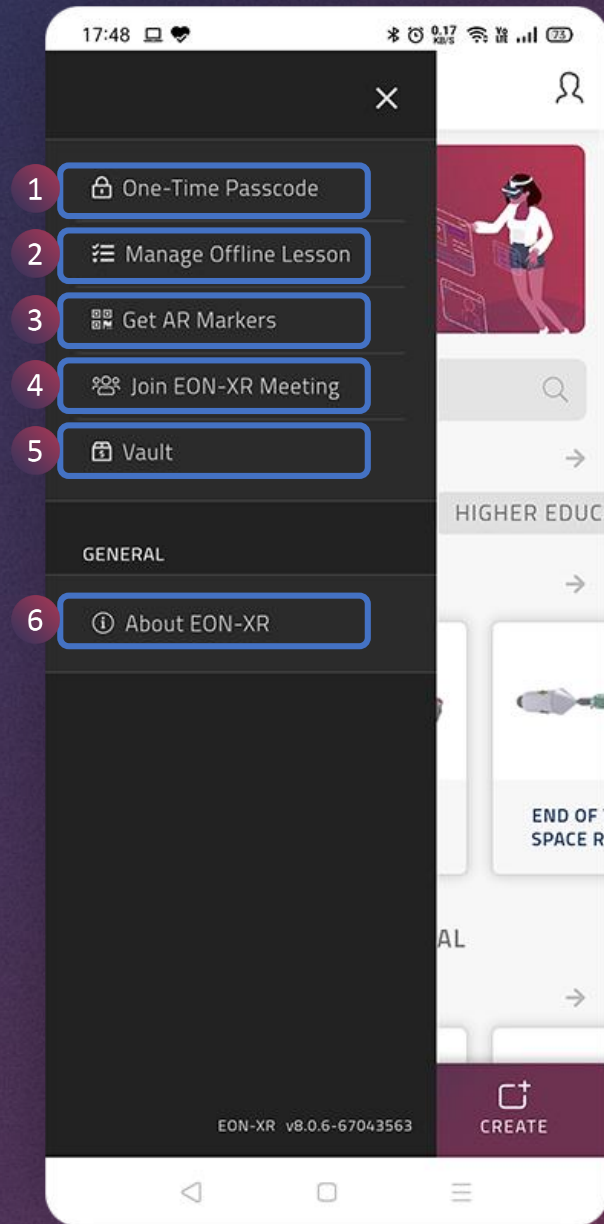 17:48
0.17 KB/S
Vo LTE
73
1
One-Time Passcode
2
Manage Offline Lesson
3
Get AR Markers
4
Join EON-XR Meeting
5
Vault
HIGHER EDUC
GENERAL
6
About EON-XR
END OF
SPACE R
AL
EON-XR v8.0.6-67043563
CREATE